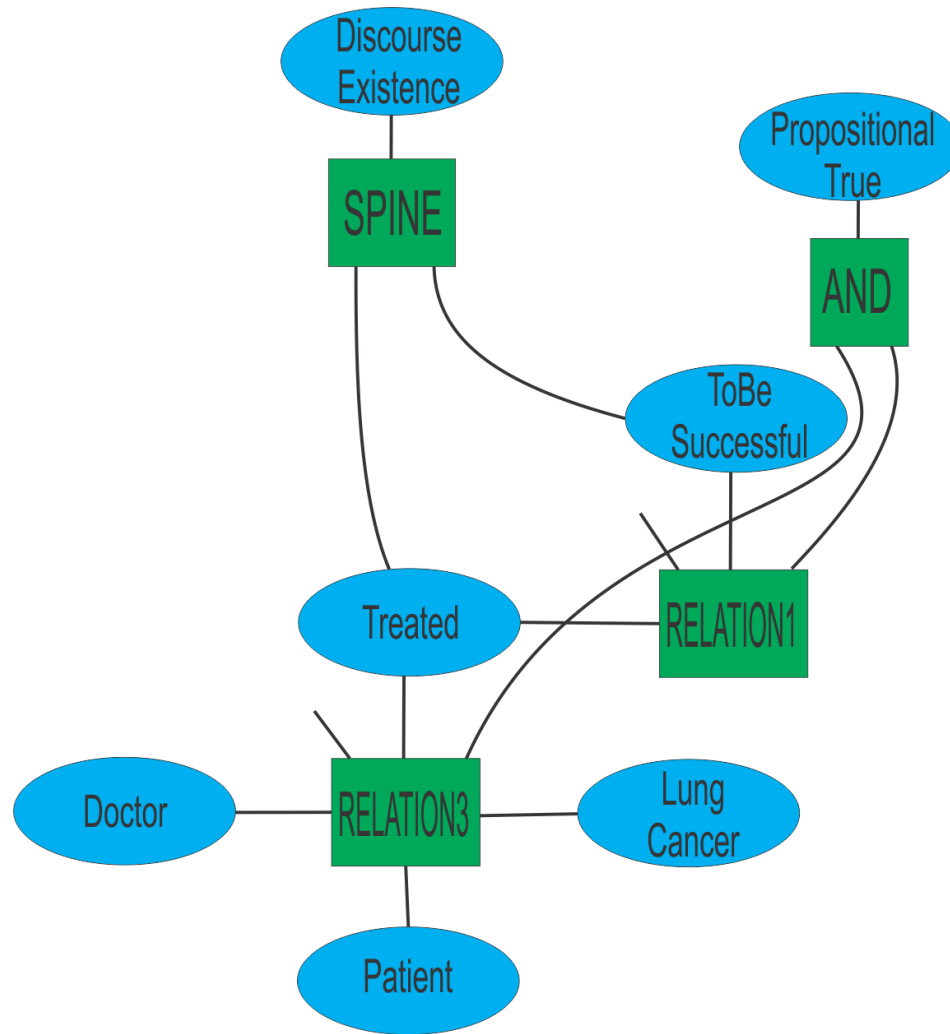 Discourse
Existence
Propositional
True
SPINE
AND
ToBe
Successful
Treated
RELATION1
Doctor
RELATION3
Lung
Cancer
Patient